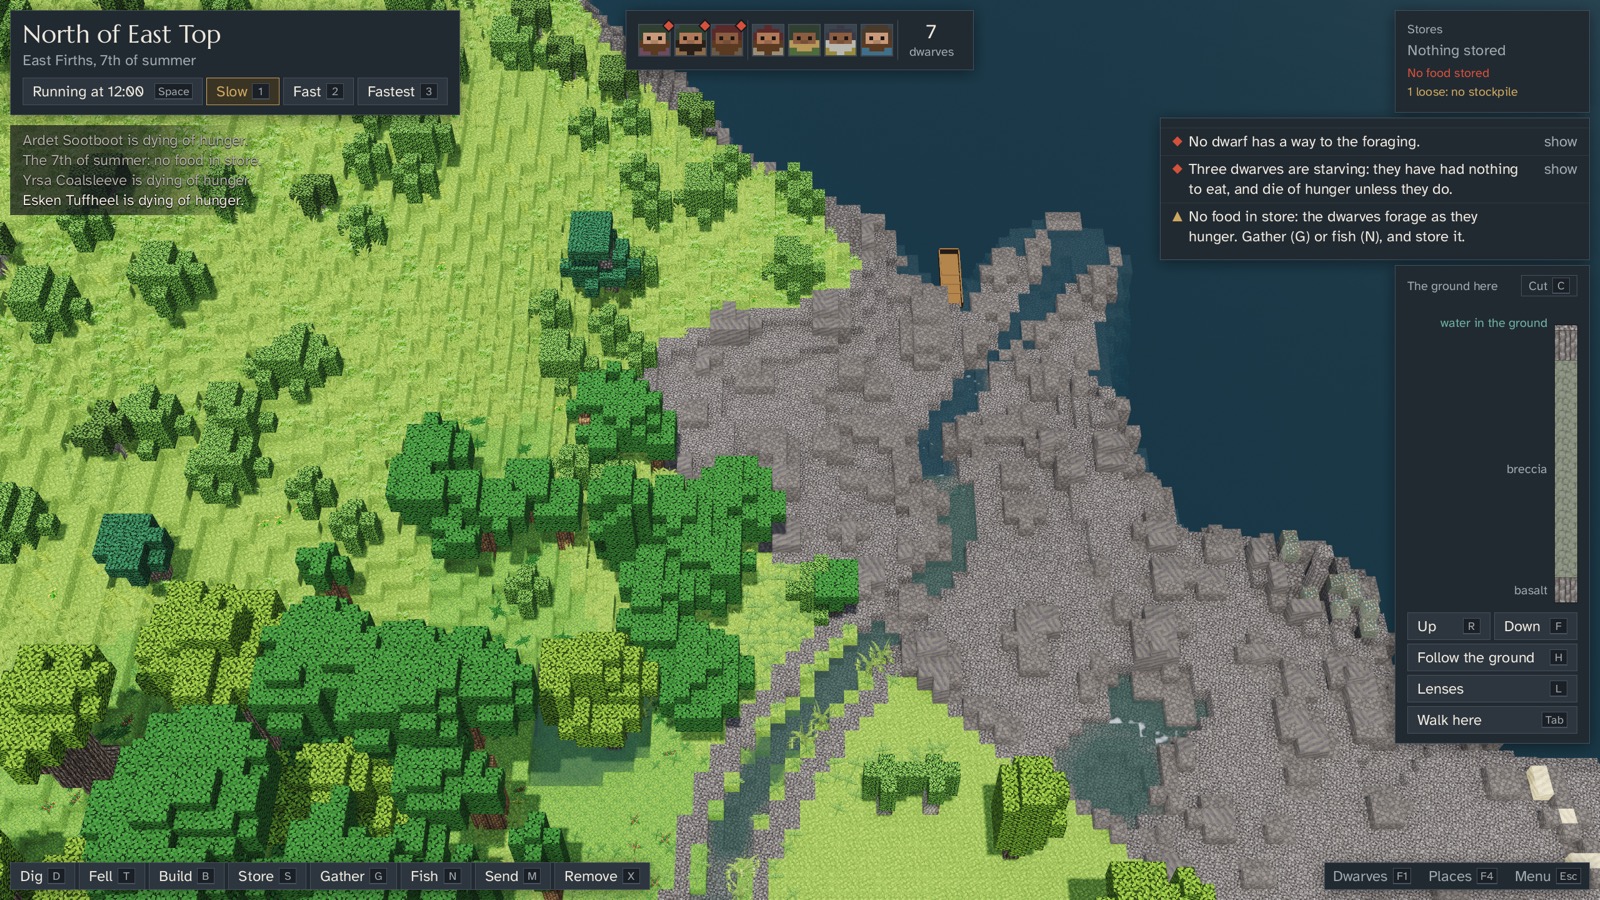 North of East Top
East Firths, 7th of summer
Running at 12:00 Space
Slow 1
Fast 2
Fastest 3
Ardet Sootboot is dying of hunger.
The 7th of summer: no food in store.
Yrsa Coalsleeve is dying of hunger.
Esken Tuffheel is dying of hunger.
7
dwarves
Stores
Nothing stored
No food stored
1 loose: no stockpile
No dwarf has a way to the foraging. show
Three dwarves are starving: they have had nothing show
to eat, and die of hunger unless they do.
No food in store: the dwarves forage as they
hunger. Gather (G) or fish (N), and store it.
The ground here
Cut C
water in the ground
breccia
basalt
Up R
Down F
Follow the ground H
Lenses L
Walk here Tab
Dig D
Fell T
Build B
Store S
Gather G
Fish N
Send M
Remove X
Dwarves F1
Places F4
Menu Esc